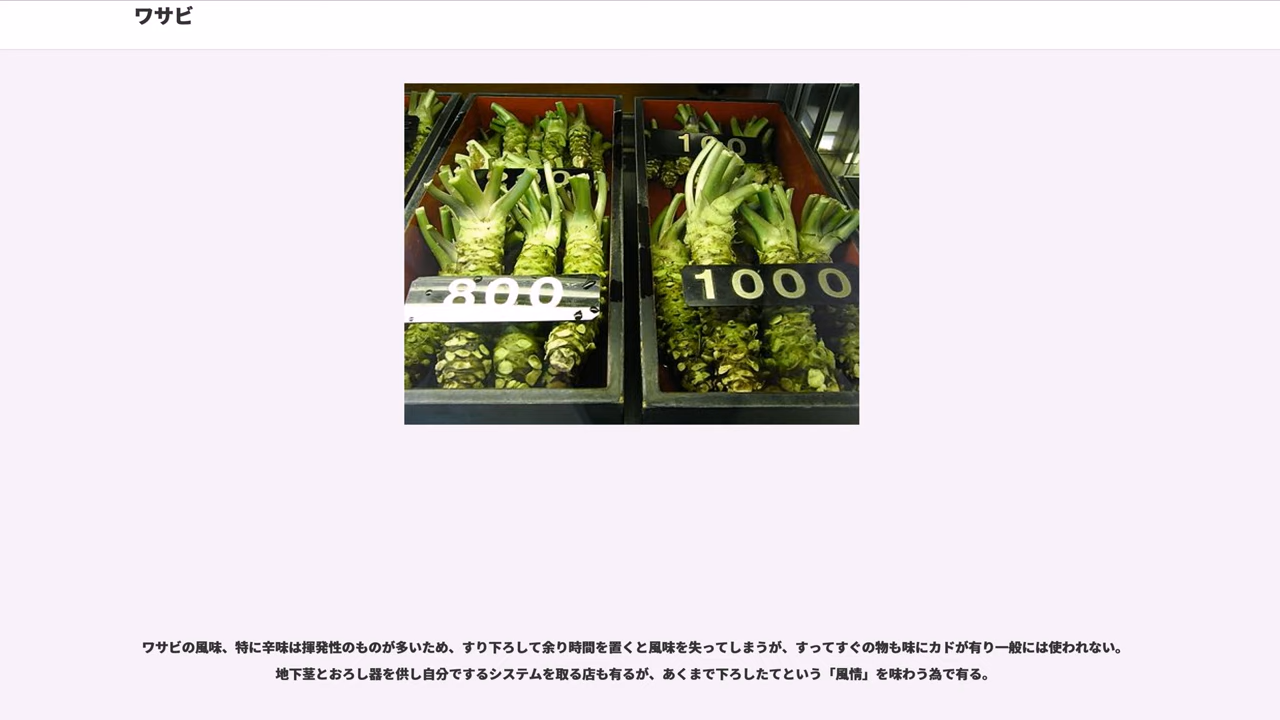 ワサビ
100
800
1000
ワサビの風味、特に辛味は揮発性のものが多いため、すり下ろして余り時間を置くと風味を失ってしまうが、すってすぐの物も味にカドが有り一般には使われない。
地下茎とおろし器を供し自分でするシステムを取る店も有るが、あくまで下ろしたてという「風情」を味わう為で有る。